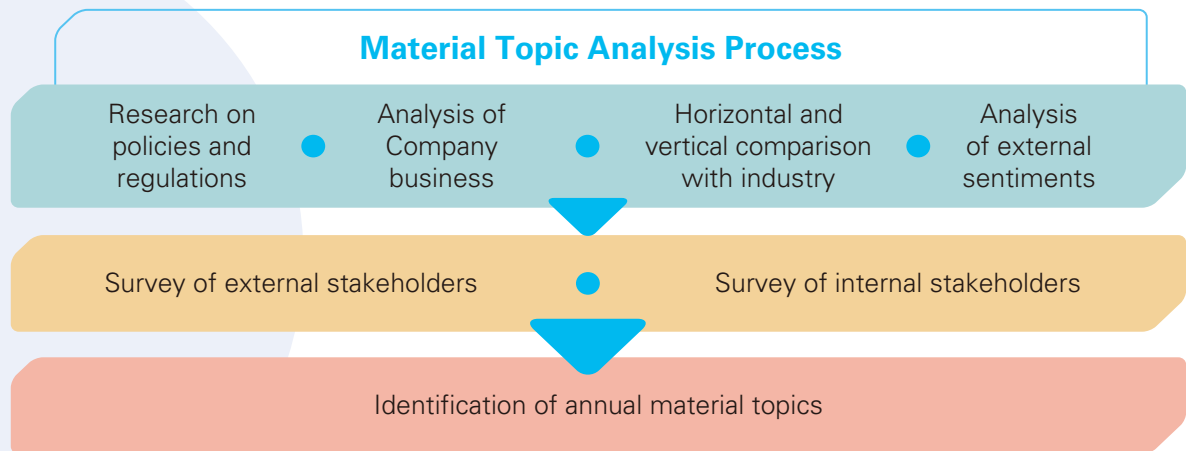 Material Topic Analysis Process
Research on
policies and
regulations
Analysis of
Company
business
Horizontal and
vertical comparison
with industry
Analysis
of external
sentiments
Survey of external stakeholders
Survey of internal stakeholders
Identification of annual material topics